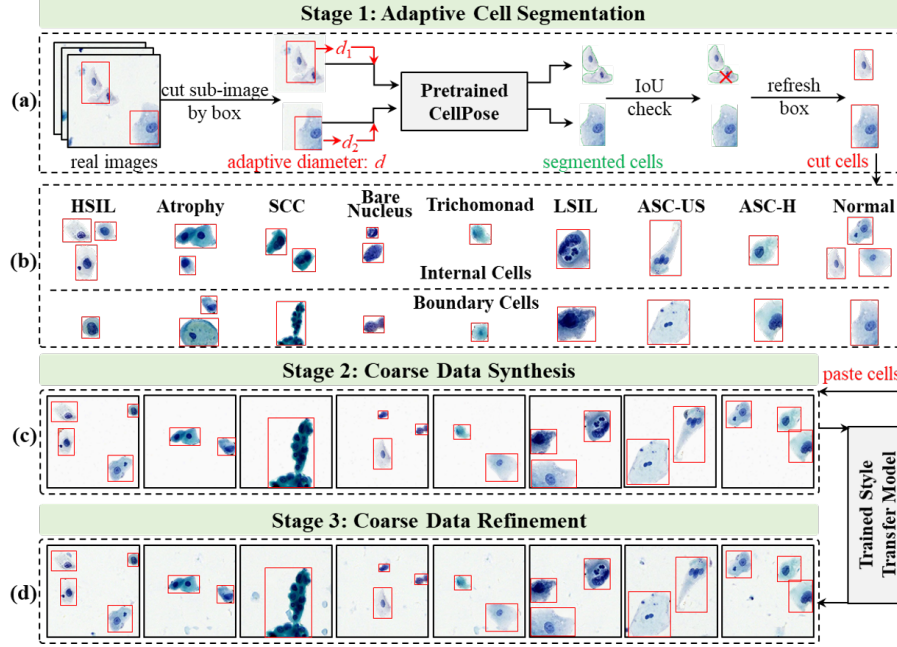 Stage 1: Adaptive Cell Segmentation
(a)
real images
cut sub-image
by box
d1
d2
adaptive diameter: d
Pretrained
CellPose
segmented cells
IoU
check
refresh
box
cut cells
(b)
HSIL
Atrophy
SCC
Bare
Nucleus
Trichomonad
LSIL
ASC-US
ASC-H
Normal
Internal Cells
Boundary Cells
Stage 2: Coarse Data Synthesis
paste cells
(c)
Trained Style
Transfer Model
Stage 3: Coarse Data Refinement
(d)